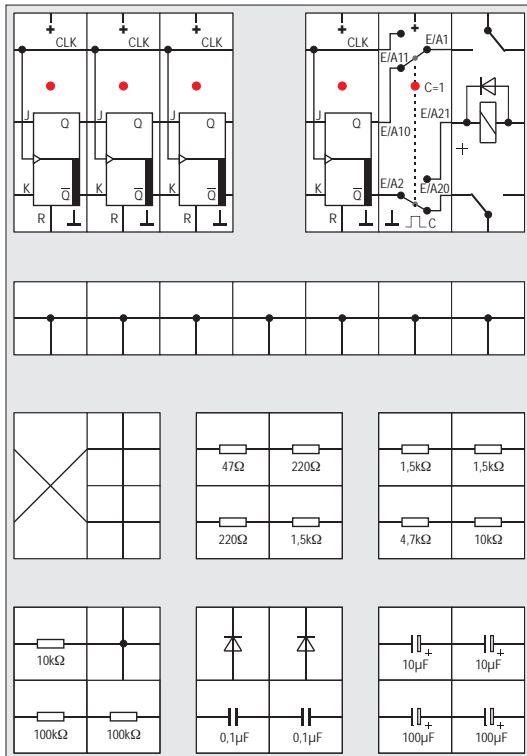 + + + + +
CLK CLK CLK CLK E/A1
E/A11
C=1
J Q J Q J Q J Q E/A10 E/A21
+
K Q K Q K Q K Q E/A2 E/A20
R R R R C
47Ω 220Ω 1,5kΩ 1,5kΩ
220Ω 1,5kΩ 4,7kΩ 10kΩ
10kΩ 10µF + 10µF +
100kΩ 100kΩ 0,1µF 0,1µF 100µF + 100µF +